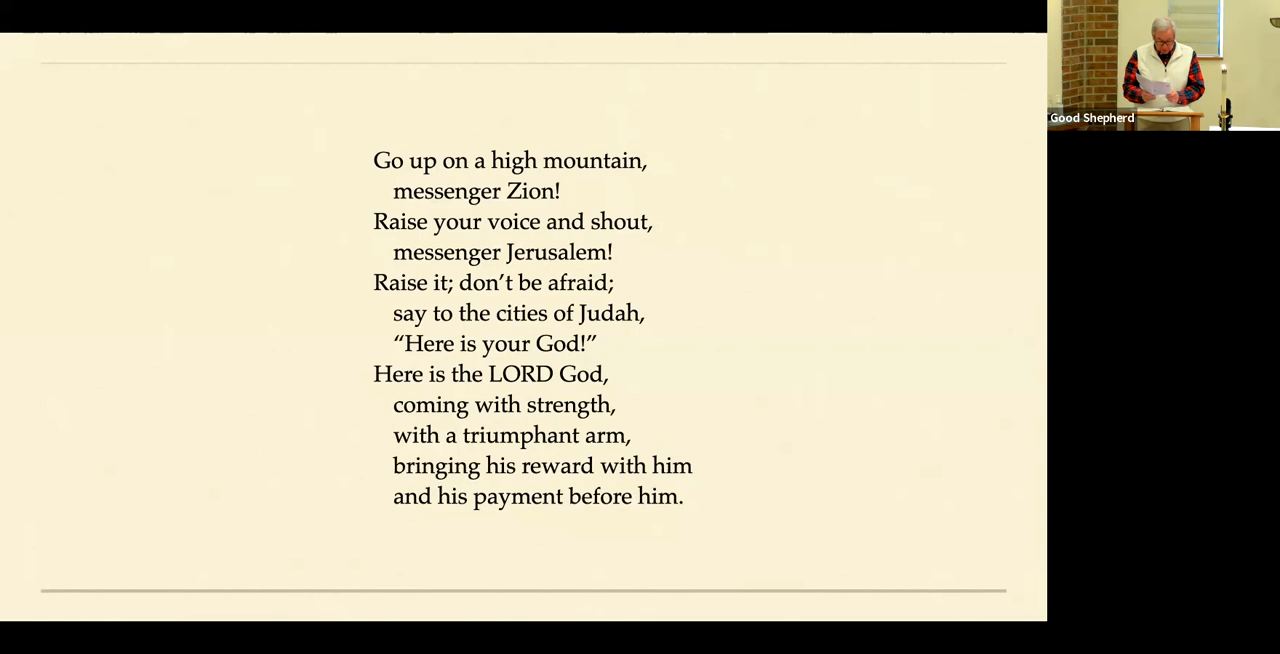 Go up on a high mountain,
messenger Zion!
Raise your voice and shout,
messenger Jerusalem!
Raise it; don’t be afraid;
say to the cities of Judah,
“Here is your God!”
Here is the LORD God,
coming with strength,
with a triumphant arm,
bringing his reward with him
and his payment before him.
Good Shepherd